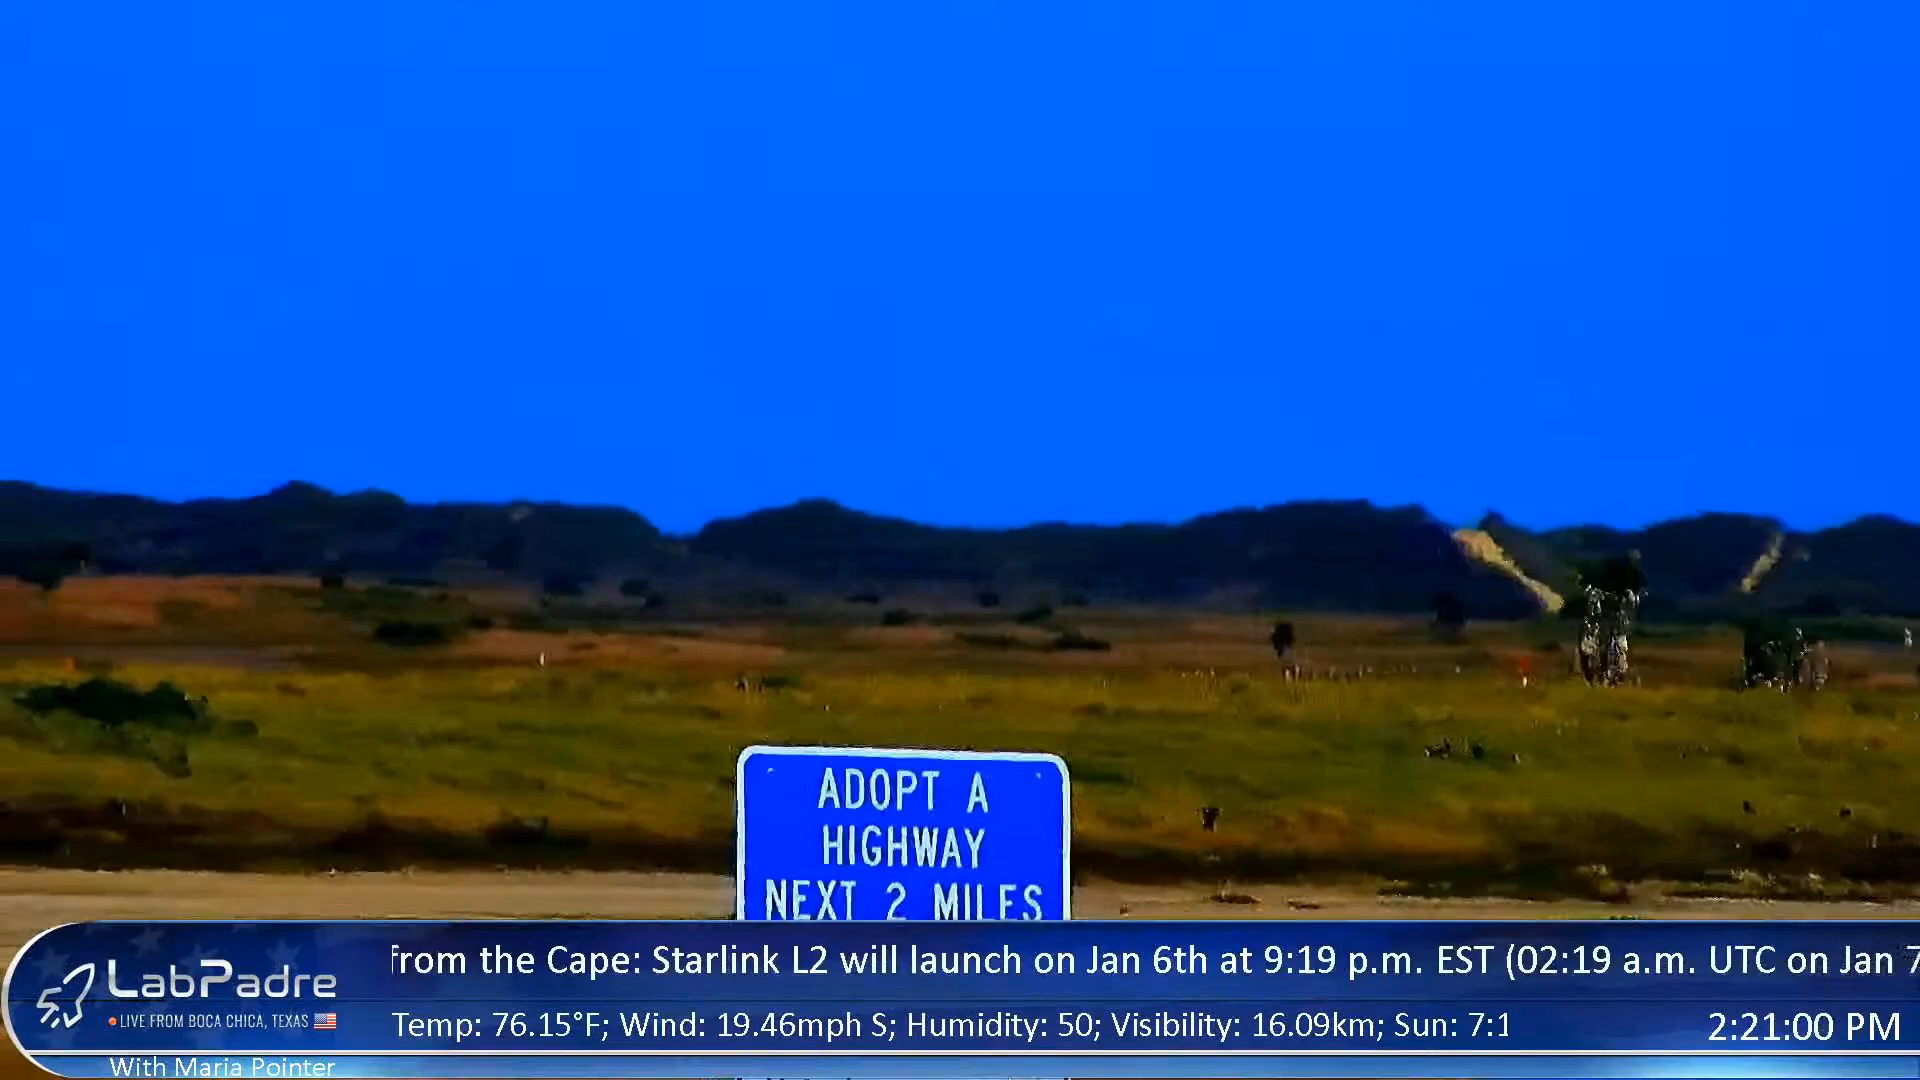 ADOPT A
HIGHWAY
NEXT 2 MILES
from the Cape: Starlink L2 will launch on Jan 6th at 9:19 p.m. EST (02:19 a.m. UTC on Jan 7
LabPadre
LIVE FROM BOCA CHICA, TEXAS
Temp: 76.15°F; Wind: 19.46mph S; Humidity: 50; Visibility: 16.09km; Sun: 7:1
2:21:00 PM
With Maria Pointer